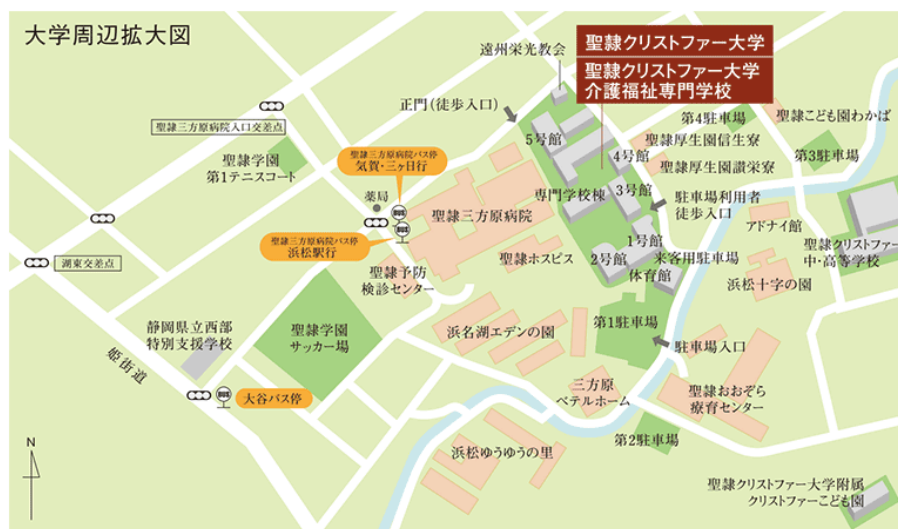 大学周辺拡大図
遠州栄光教会
聖隷クリストファー大学
聖隷クリストファー大学
介護福祉専門学校
正門(徒歩入口)
聖隷三方原病院入口交差点
聖隷学園
第1テニスコート
聖隷三方原病院バス停
気賀・三ヶ日行
薬局
聖隷三方原病院
聖隷三方原病院バス停
浜松駅行
湖東交差点
聖隷予防
検診センター
聖隷ホスピス
5号館
4号館
専門学校棟
3号館
1号館
2号館
体育館
来客用駐車場
駐車場利用者
徒歩入口
第4駐車場
聖隷こども園わかば
聖隷厚生園信生寮
聖隷厚生園讃栄寮
第3駐車場
アドナイ館
聖隷クリストファー
中・高等学校
浜松十字の園
静岡県立西部
特別支援学校
聖隷学園
サッカー場
浜名湖エデンの園
第1駐車場
駐車場入口
姫街道
BUS
BUS
BUS
大谷バス停
三方原
ベテルホーム
聖隷おおぞら
療育センター
第2駐車場
浜松ゆうゆうの里
聖隷クリストファー大学附属
クリストファーこども園
N